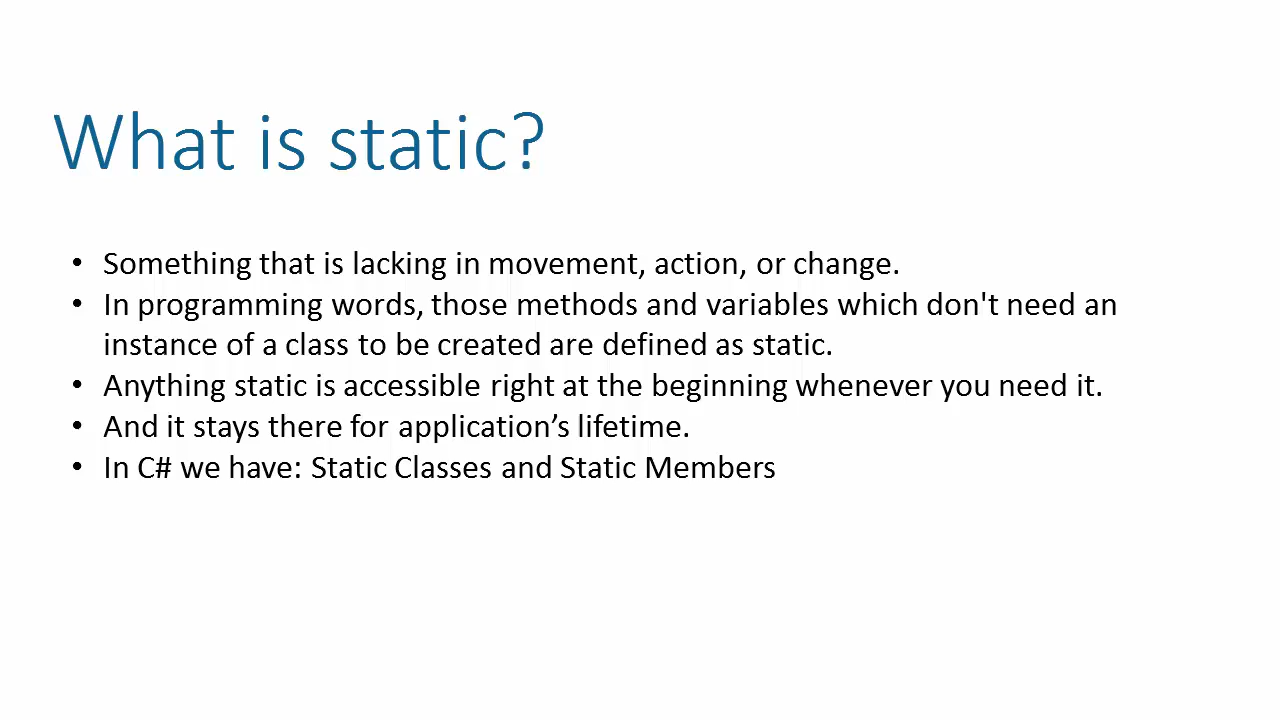 What is static?
• Something that is lacking in movement, action, or change.
• In programming words, those methods and variables which don't need an
instance of a class to be created are defined as static.
• Anything static is accessible right at the beginning whenever you need it.
• And it stays there for application’s lifetime.
• In C# we have: Static Classes and Static Members